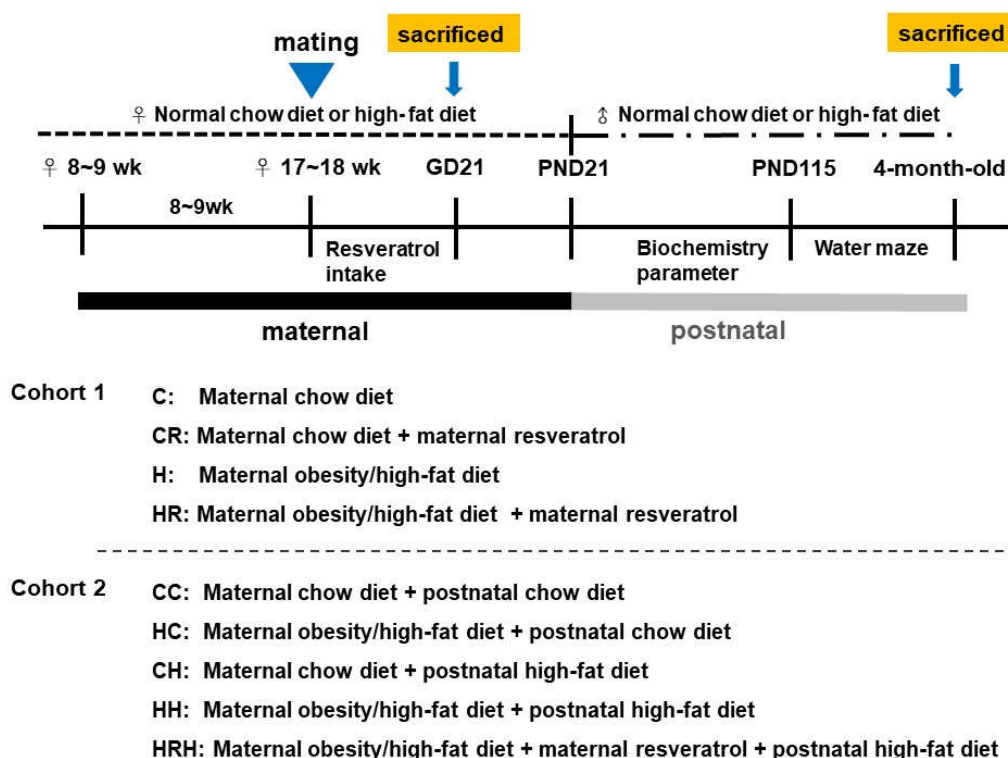 sacrificed
sacrificed
mating
♀ Normal chow diet or high-fat diet
♂ Normal chow diet or high-fat diet
♀ 8~9 wk
♀ 17~18 wk
GD21
PND21
PND115
4-month-old
8~9wk
Resveratrol
intake
Biochemistry
parameter
Water maze
maternal
postnatal
Cohort 1
C: Maternal chow diet
CR: Maternal chow diet + maternal resveratrol
H: Maternal obesity/high-fat diet
HR: Maternal obesity/high-fat diet + maternal resveratrol
Cohort 2
CC: Maternal chow diet + postnatal chow diet
HC: Maternal obesity/high-fat diet + postnatal chow diet
CH: Maternal chow diet + postnatal high-fat diet
HH: Maternal obesity/high-fat diet + postnatal high-fat diet
HRH: Maternal obesity/high-fat diet + maternal resveratrol + postnatal high-fat diet